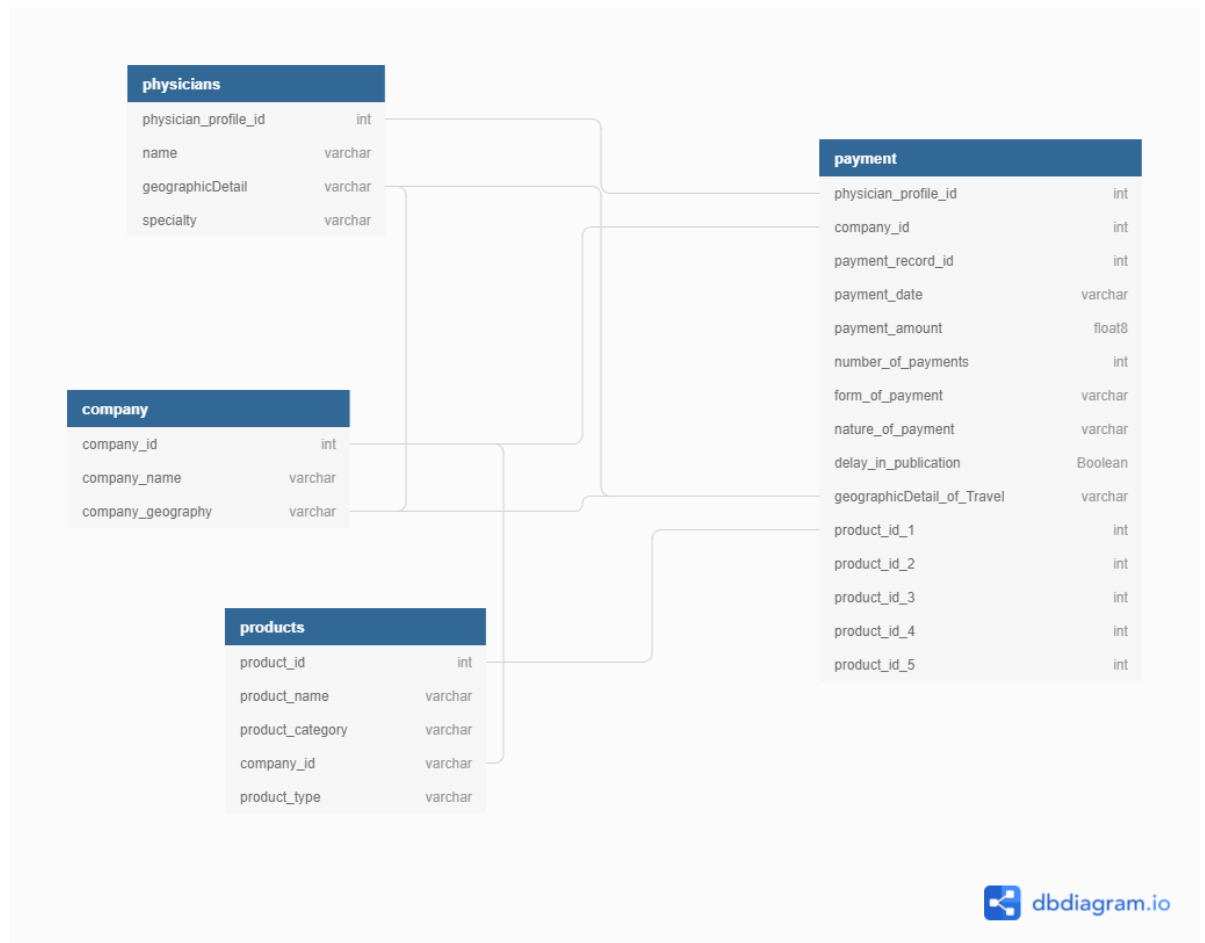 physicians
physician_profile_id int
name varchar
geographicDetail varchar
specialty varchar
payment
physician_profile_id int
company_id int
payment_record_id int
payment_date varchar
payment_amount float8
number_of_payments int
form_of_payment varchar
nature_of_payment varchar
delay_in_publication Boolean
geographicDetail_of_Travel varchar
product_id_1 int
product_id_2 int
product_id_3 int
product_id_4 int
product_id_5 int
company
company_id int
company_name varchar
company_geography varchar
products
product_id int
product_name varchar
product_category varchar
company_id varchar
product_type varchar
dbdiagram.io